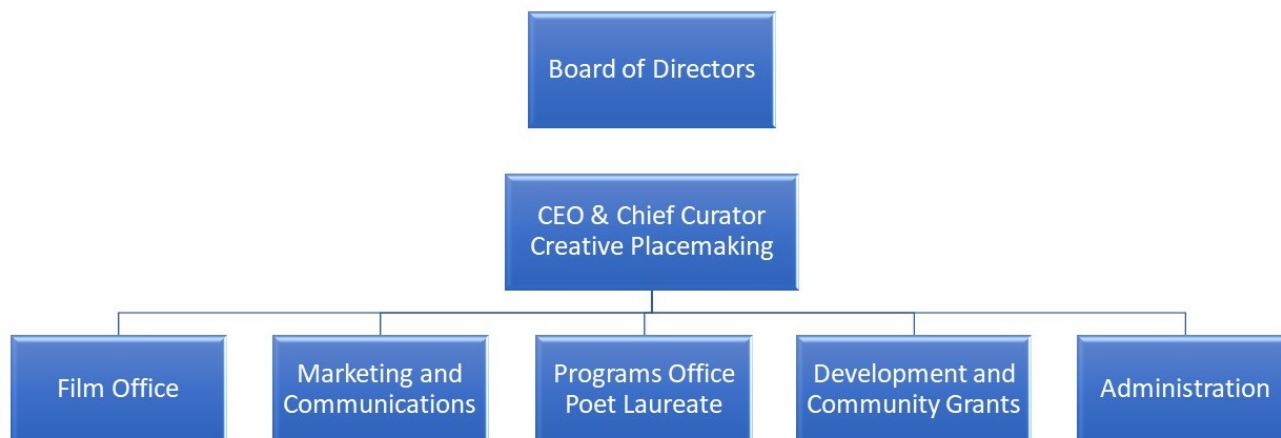 Board of Directors
CEO & Chief Curator
Creative Placemaking
Film Office
Marketing and
Communications
Programs Office
Poet Laureate
Development and
Community Grants
Administration